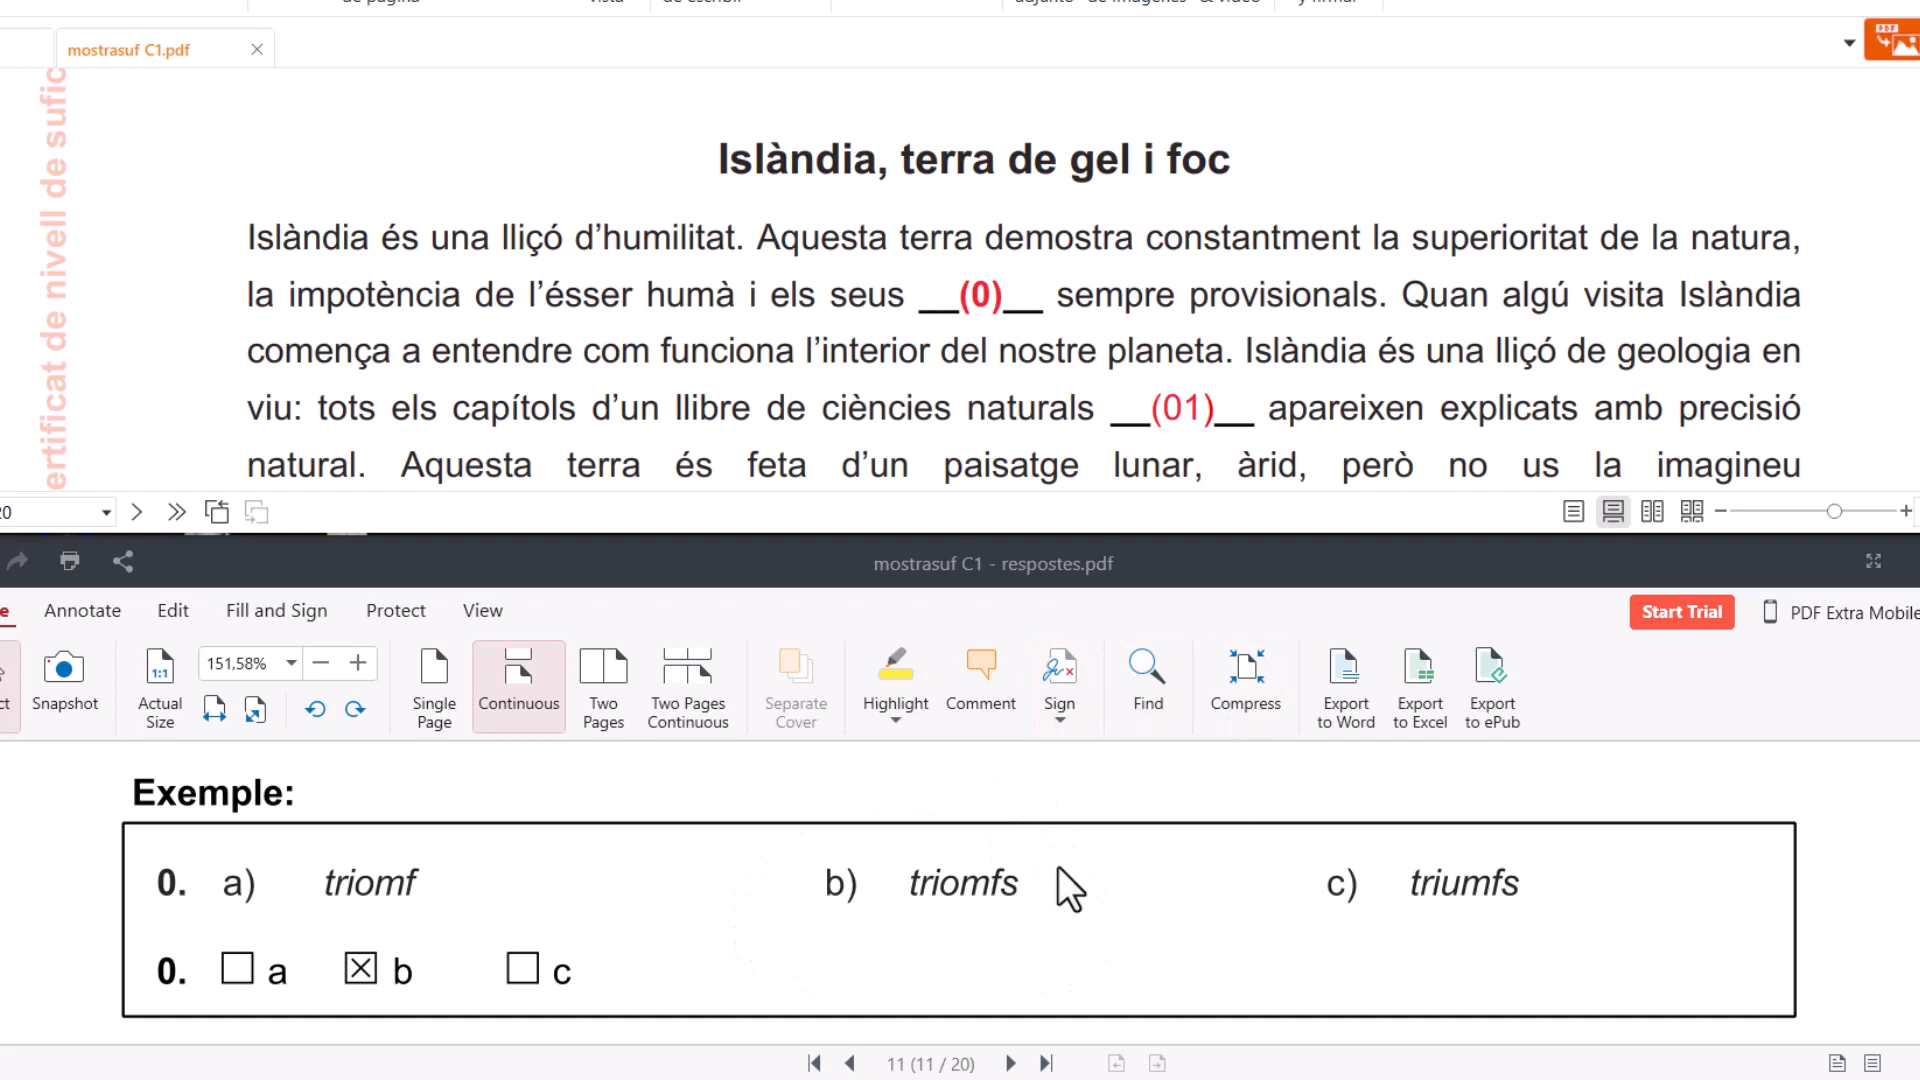 mostrasuf C1.pdf
ertificat de nivell de sufic
Islàndia, terra de gel i foc
Islàndia és una lliçó d’humilitat. Aquesta terra demostra constantment la superioritat de la natura,
la impotència de l’ésser humà i els seus __(0)__ sempre provisionals. Quan algú visita Islàndia
comença a entendre com funciona l’interior del nostre planeta. Islàndia és una lliçó de geologia en
viu: tots els capítols d’un llibre de ciències naturals __(01)__ apareixen explicats amb precisió
natural. Aquesta terra és feta d’un paisatge lunar, àrid, però no us la imagineu
mostrasuf C1 - respostes.pdf
Annotate Edit Fill and Sign Protect View
Start Trial PDF Extra Mobile
151,58%
Snapshot Actual Size Single Page Continuous Two Pages Two Pages Continuous Separate Cover Highlight Comment Sign Find Compress Export to Word Export to Excel Export to ePub
Exemple:
0. a) triomf b) triomfs c) triumfs
0. ☐ a ☒ b ☐ c
11 (11 / 20)